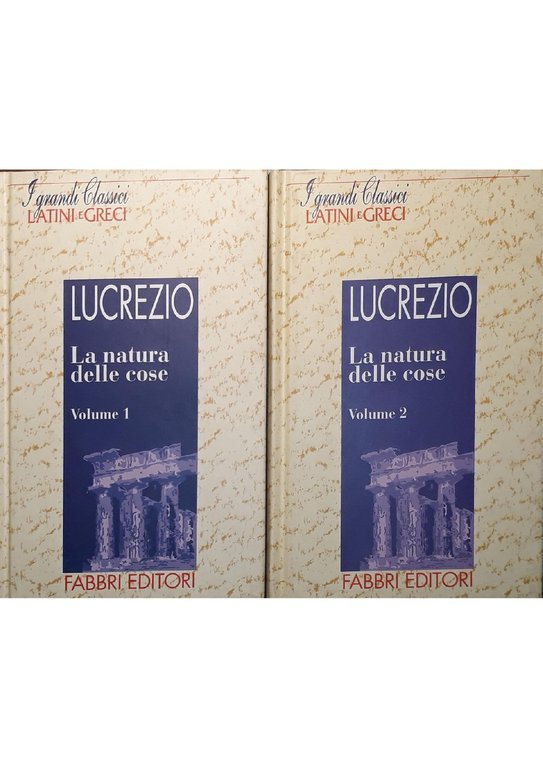 I grandi Classici
LATINI E GRECI
LUCREZIO
La natura
delle cose
Volume 1
FABBRI EDITORI
I grandi Classici
LATINI E GRECI
LUCREZIO
La natura
delle cose
Volume 2
FABBRI EDITORI